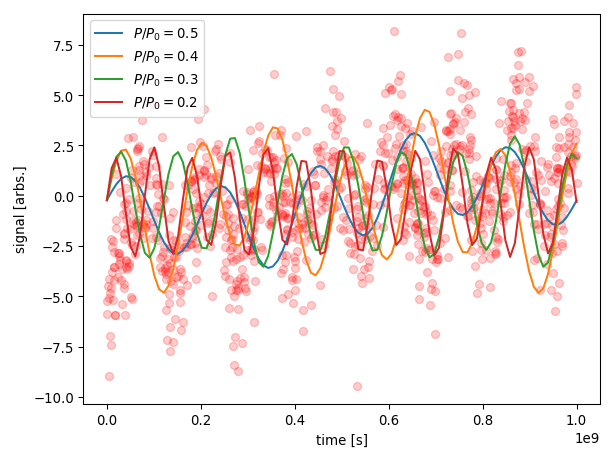 P/P₀ = 0.5
P/P₀ = 0.4
P/P₀ = 0.3
P/P₀ = 0.2
7.5
5.0
2.5
0.0
−2.5
−5.0
−7.5
−10.0
signal [arbs.]
0.0 0.2 0.4 0.6 0.8 1.0
1e9
time [s]